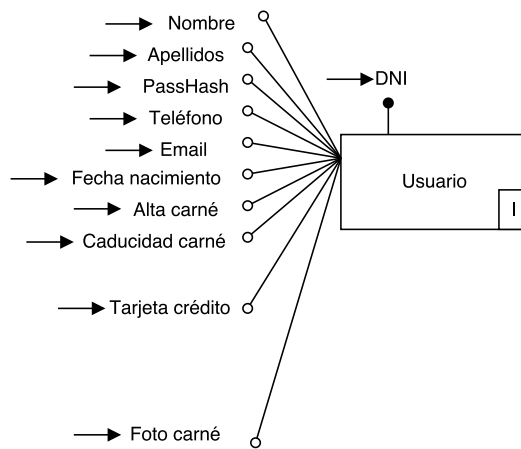 Nombre
Apellidos
DNI
PassHash
Teléfono
Email
Fecha nacimiento
Usuario
Alta carné
I
Caducidad carné
Tarjeta crédito
Foto carné